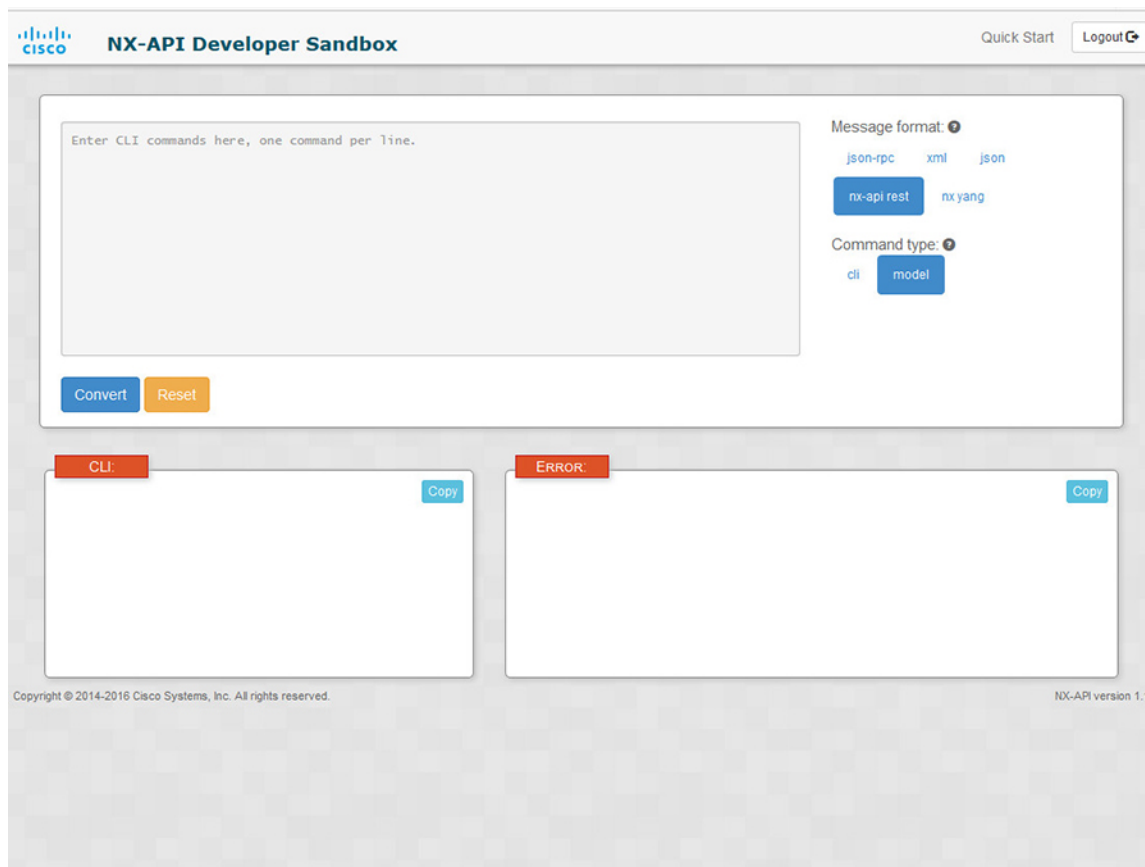 CISCO
NX-API Developer Sandbox
Quick Start
Logout
Enter CLI commands here, one command per line.
Message format:
json-rpc xml json
nx-api rest nx yang
Command type:
cli model
Convert Reset
CLI:
Copy
ERROR:
Copy
Copyright © 2014-2016 Cisco Systems, Inc. All rights reserved.
NX-API version 1.